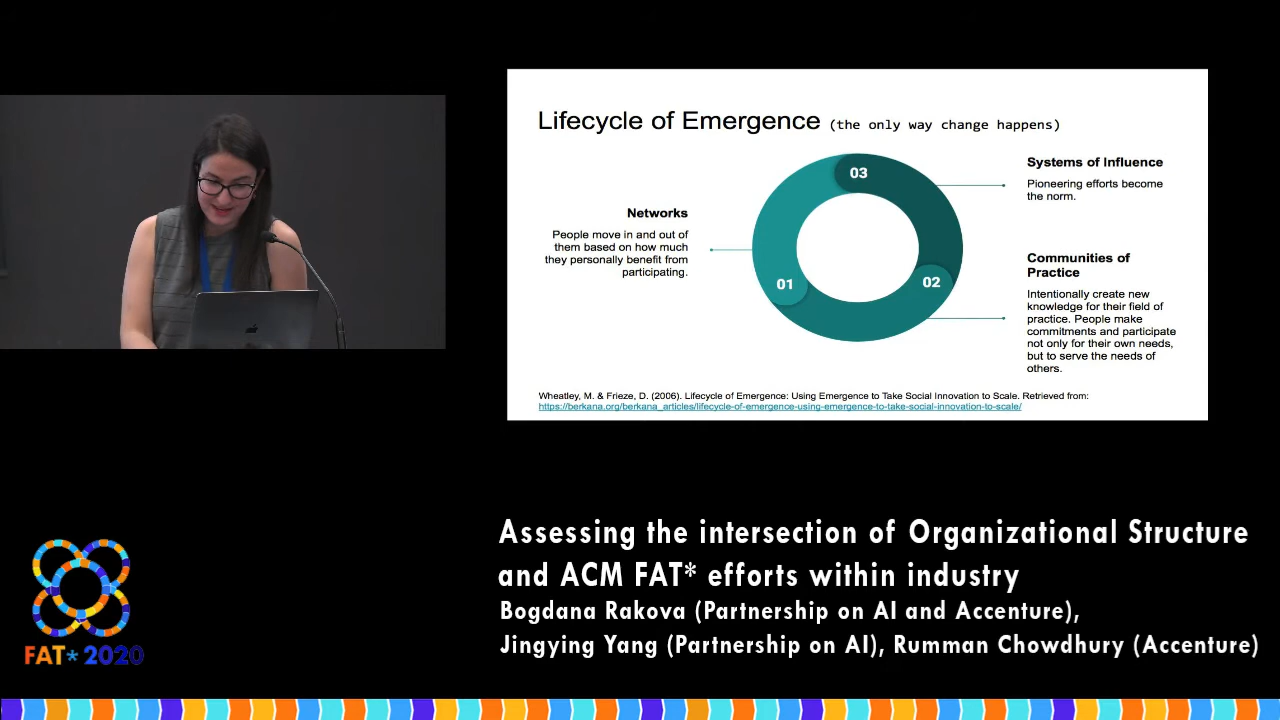 Lifecycle of Emergence (the only way change happens)
Networks
People move in and out of
them based on how much
they personally benefit from
participating.
01
02
03
Systems of Influence
Pioneering efforts become
the norm.
Communities of
Practice
Intentionally create new
knowledge for their field of
practice. People make
commitments and participate
not only for their own needs,
but to serve the needs of
others.
Wheatley, M. & Frieze, D. (2006). Lifecycle of Emergence: Using Emergence to Take Social Innovation to Scale. Retrieved from:
https://berkana.org/berkana_articles/lifecycle-of-emergence-using-emergence-to-take-social-innovation-to-scale/
Assessing the intersection of Organizational Structure
and ACM FAT* efforts within industry
Bogdana Rakova (Partnership on AI and Accenture),
Jingying Yang (Partnership on AI), Rumman Chowdhury (Accenture)
FAT* 2020